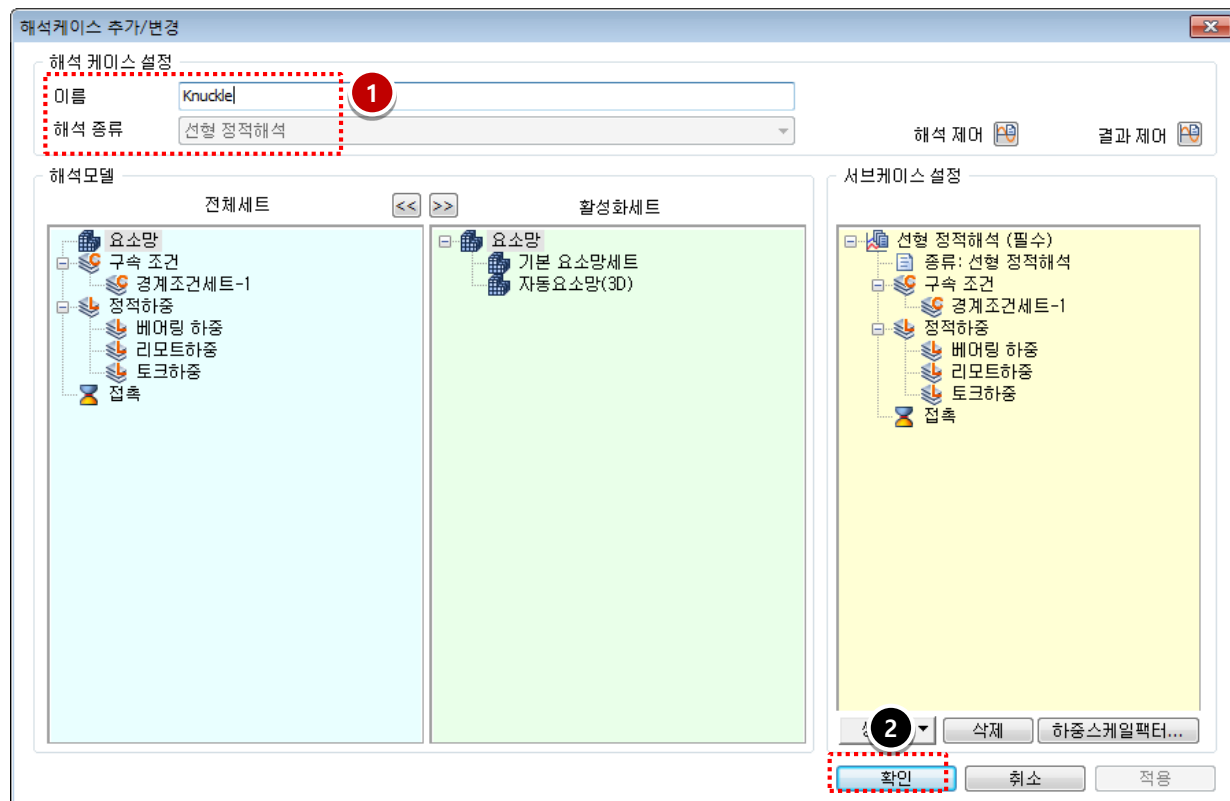 해석케이스 추가/변경
해석 케이스 설정
이름 Knuckle 1
해석 종류 선형 정적해석 해석 제어 결과 제어
해석모델
전체세트 << >> 활성화세트
요소망
구속 조건
경계조건세트-1
정적하중
베어링 하중
리모트하중
토크하중
접촉
요소망
기본 요소망세트
자동요소망(3D)
서브케이스 설정
선형 정적해석 (필수)
종류: 선형 정적해석
구속 조건
경계조건세트-1
정적하중
베어링 하중
리모트하중
토크하중
접촉
2 삭제 하중스케일팩터...
확인 취소 적용